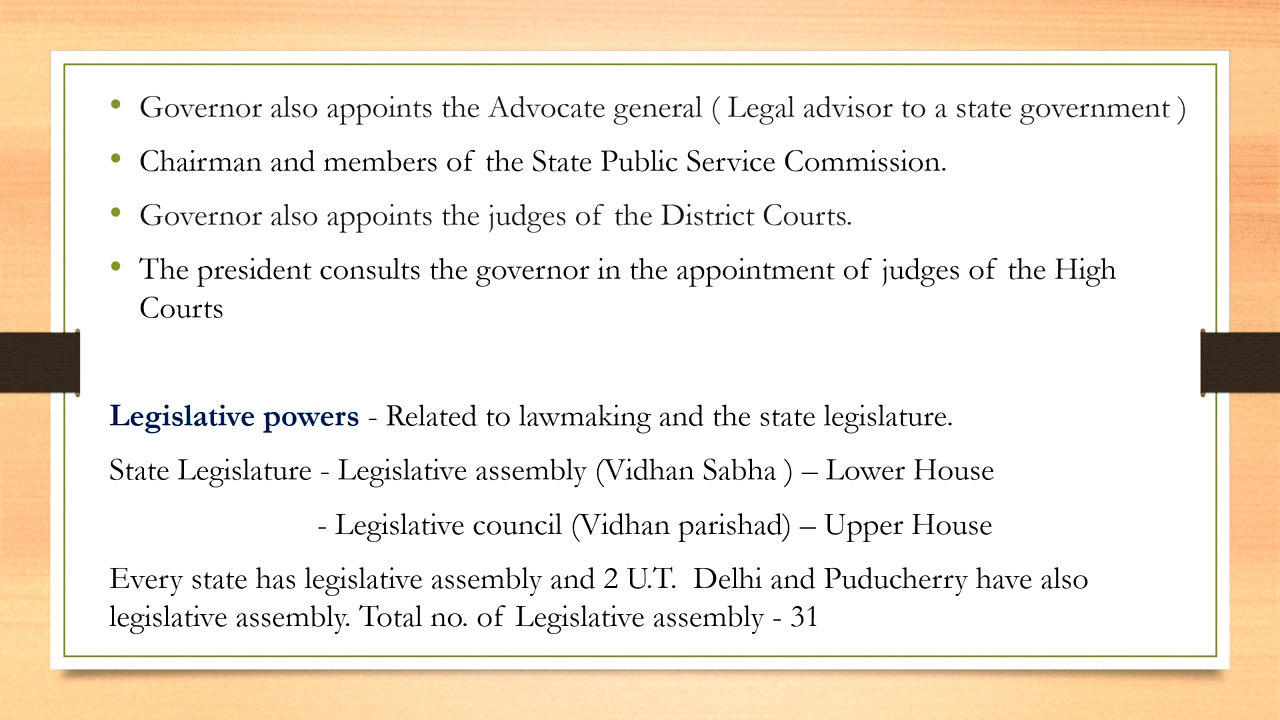 • Governor also appoints the Advocate general ( Legal advisor to a state government )
• Chairman and members of the State Public Service Commission.
• Governor also appoints the judges of the District Courts.
• The president consults the governor in the appointment of judges of the High
Courts
Legislative powers - Related to lawmaking and the state legislature.
State Legislature - Legislative assembly (Vidhan Sabha ) – Lower House
- Legislative council (Vidhan parishad) – Upper House
Every state has legislative assembly and 2 U.T. Delhi and Puducherry have also
legislative assembly. Total no. of Legislative assembly - 31